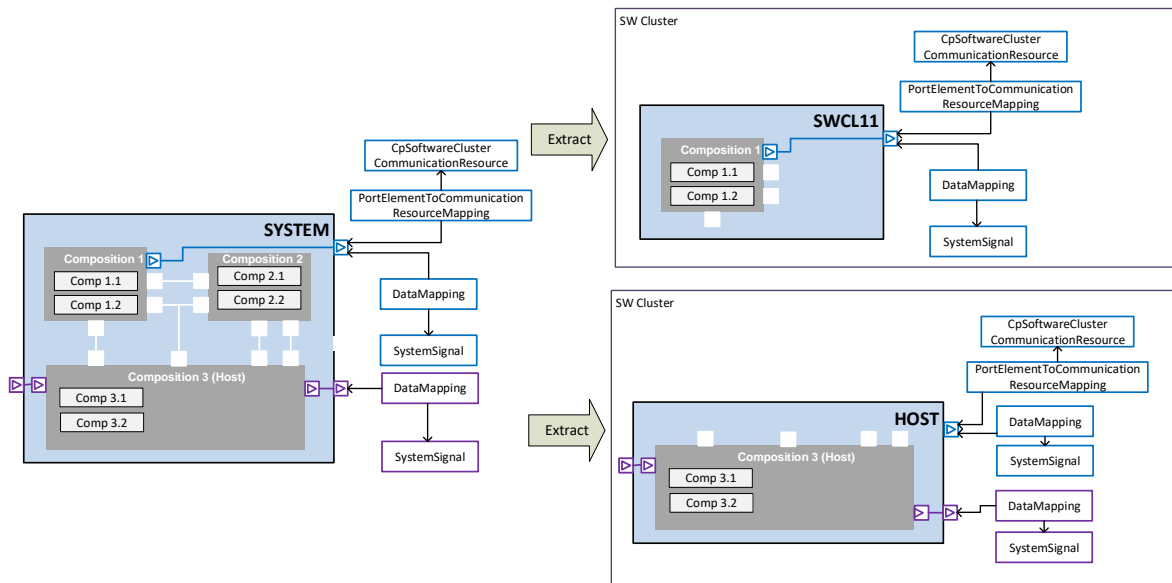 SYSTEM
Composition 1
Comp 1.1
Comp 1.2
Composition 2
Comp 2.1
Comp 2.2
Composition 3 (Host)
Comp 3.1
Comp 3.2
CpSoftwareCluster
CommunicationResource
PortElementToCommunication
ResourceMapping
DataMapping
SystemSignal
DataMapping
SystemSignal
Extract
SW Cluster
SWCL11
Composition 1
Comp 1.1
Comp 1.2
CpSoftwareCluster
CommunicationResource
PortElementToCommunication
ResourceMapping
DataMapping
SystemSignal
Extract
SW Cluster
HOST
Composition 3 (Host)
Comp 3.1
Comp 3.2
CpSoftwareCluster
CommunicationResource
PortElementToCommunication
ResourceMapping
DataMapping
SystemSignal
DataMapping
SystemSignal